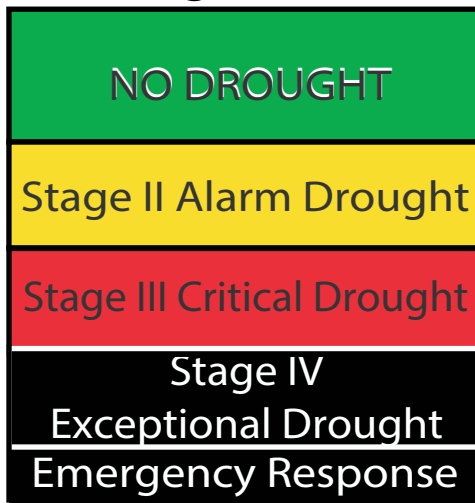 NO DROUGHT
Stage II Alarm Drought
Stage III Critical Drought
Stage IV
Exceptional Drought
Emergency Response